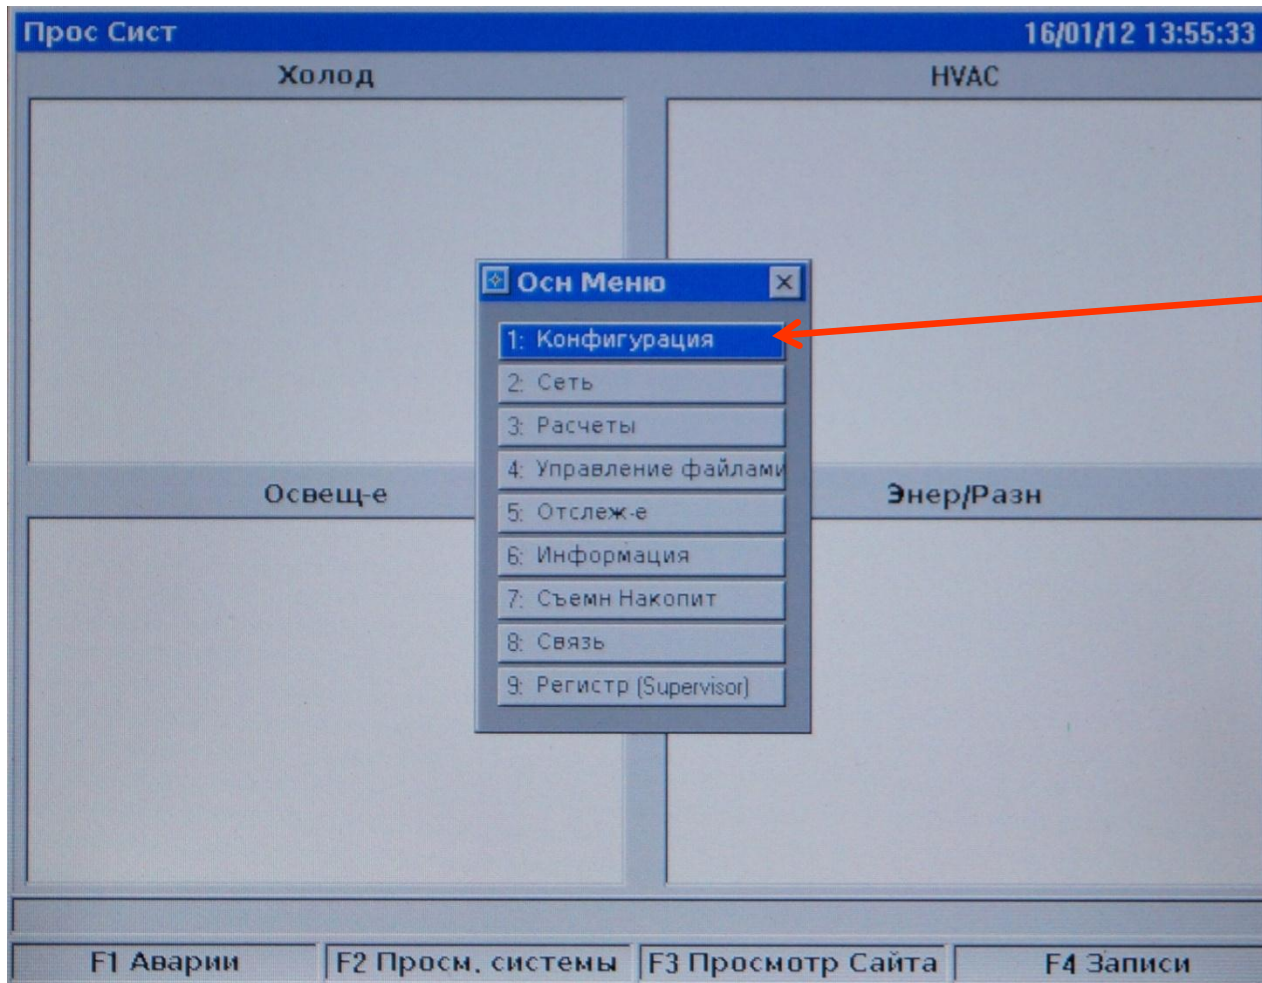 Прос Сист 16/01/12 13:55:33
Холод HVAC
Осн Меню
1: Конфигурация
2: Сеть
3: Расчеты
4: Управление файлами
5: Отслеж-е
6: Информация
7: Съемн Накопит
8: Связь
9: Регистр (Supervisor)
Освещ-е Энер/Разн
F1 Аварии F2 Просм. системы F3 Просмотр Сайта F4 Записи